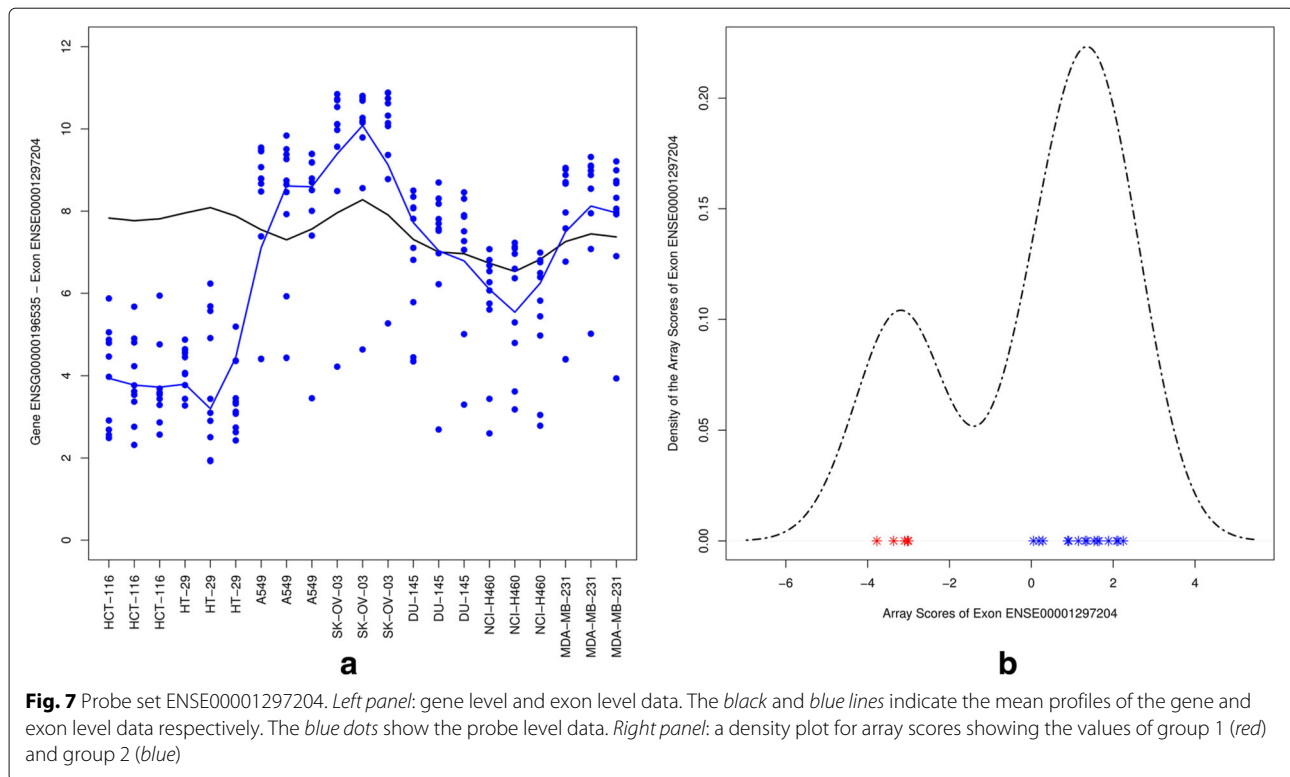 12
10
8
6
4
2
0
Gene ENSG00000196535 – Exon ENSE00001297204
HCT−116
HCT−116
HCT−116
HT−29
HT−29
HT−29
A549
A549
A549
SK−OV−03
SK−OV−03
SK−OV−03
DU−145
DU−145
DU−145
NCI−H460
NCI−H460
NCI−H460
MDA−MB−231
MDA−MB−231
MDA−MB−231
a
0.20
0.15
0.10
0.05
0.00
Density of the Array Scores of Exon ENSE00001297204
−6
−4
−2
0
2
4
Array Scores of Exon ENSE00001297204
b
Fig. 7 Probe set ENSE00001297204. Left panel: gene level and exon level data. The black and blue lines indicate the mean profiles of the gene and
exon level data respectively. The blue dots show the probe level data. Right panel: a density plot for array scores showing the values of group 1 (red)
and group 2 (blue)